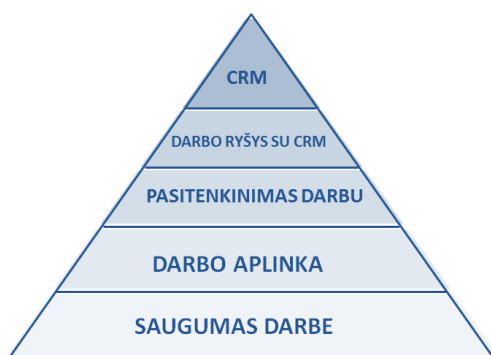 CRM
DARBO RYŠYS SU CRM
PASITENKINIMAS DARBU
DARBO APLINKA
SAUGUMAS DARBE